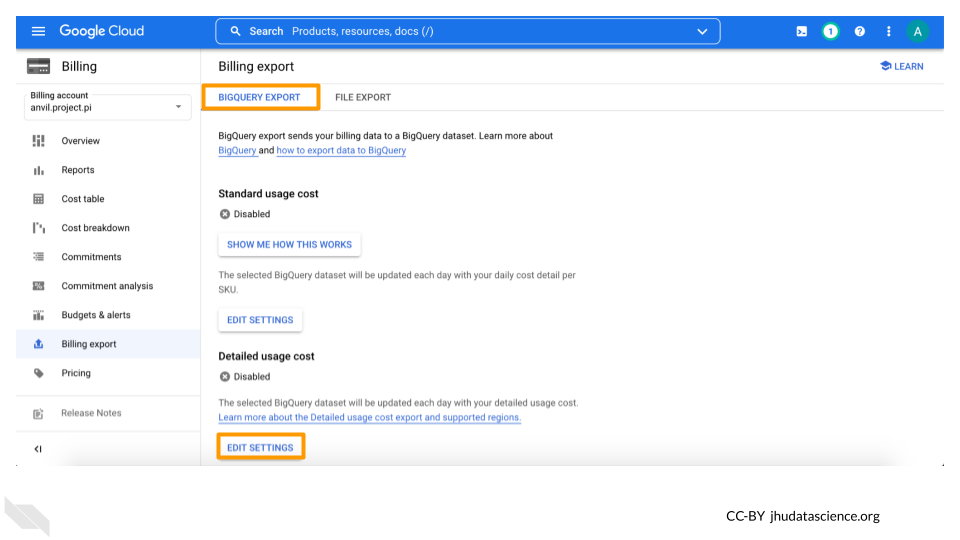 Google Cloud
Search Products, resources, docs (/)
1
?
A
Billing
Billing export
LEARN
Billing account
anvil.project.pi
BIGQUERY EXPORT
FILE EXPORT
Overview
Reports
Cost table
Cost breakdown
Commitments
Commitment analysis
Budgets & alerts
Billing export
Pricing
Release Notes
BigQuery export sends your billing data to a BigQuery dataset. Learn more about
BigQuery and how to export data to BigQuery
Standard usage cost
Disabled
SHOW ME HOW THIS WORKS
The selected BigQuery dataset will be updated each day with your daily cost detail per
SKU.
EDIT SETTINGS
Detailed usage cost
Disabled
The selected BigQuery dataset will be updated each day with your detailed usage cost.
Learn more about the Detailed usage cost export and supported regions.
EDIT SETTINGS
CC-BY jhudatascience.org